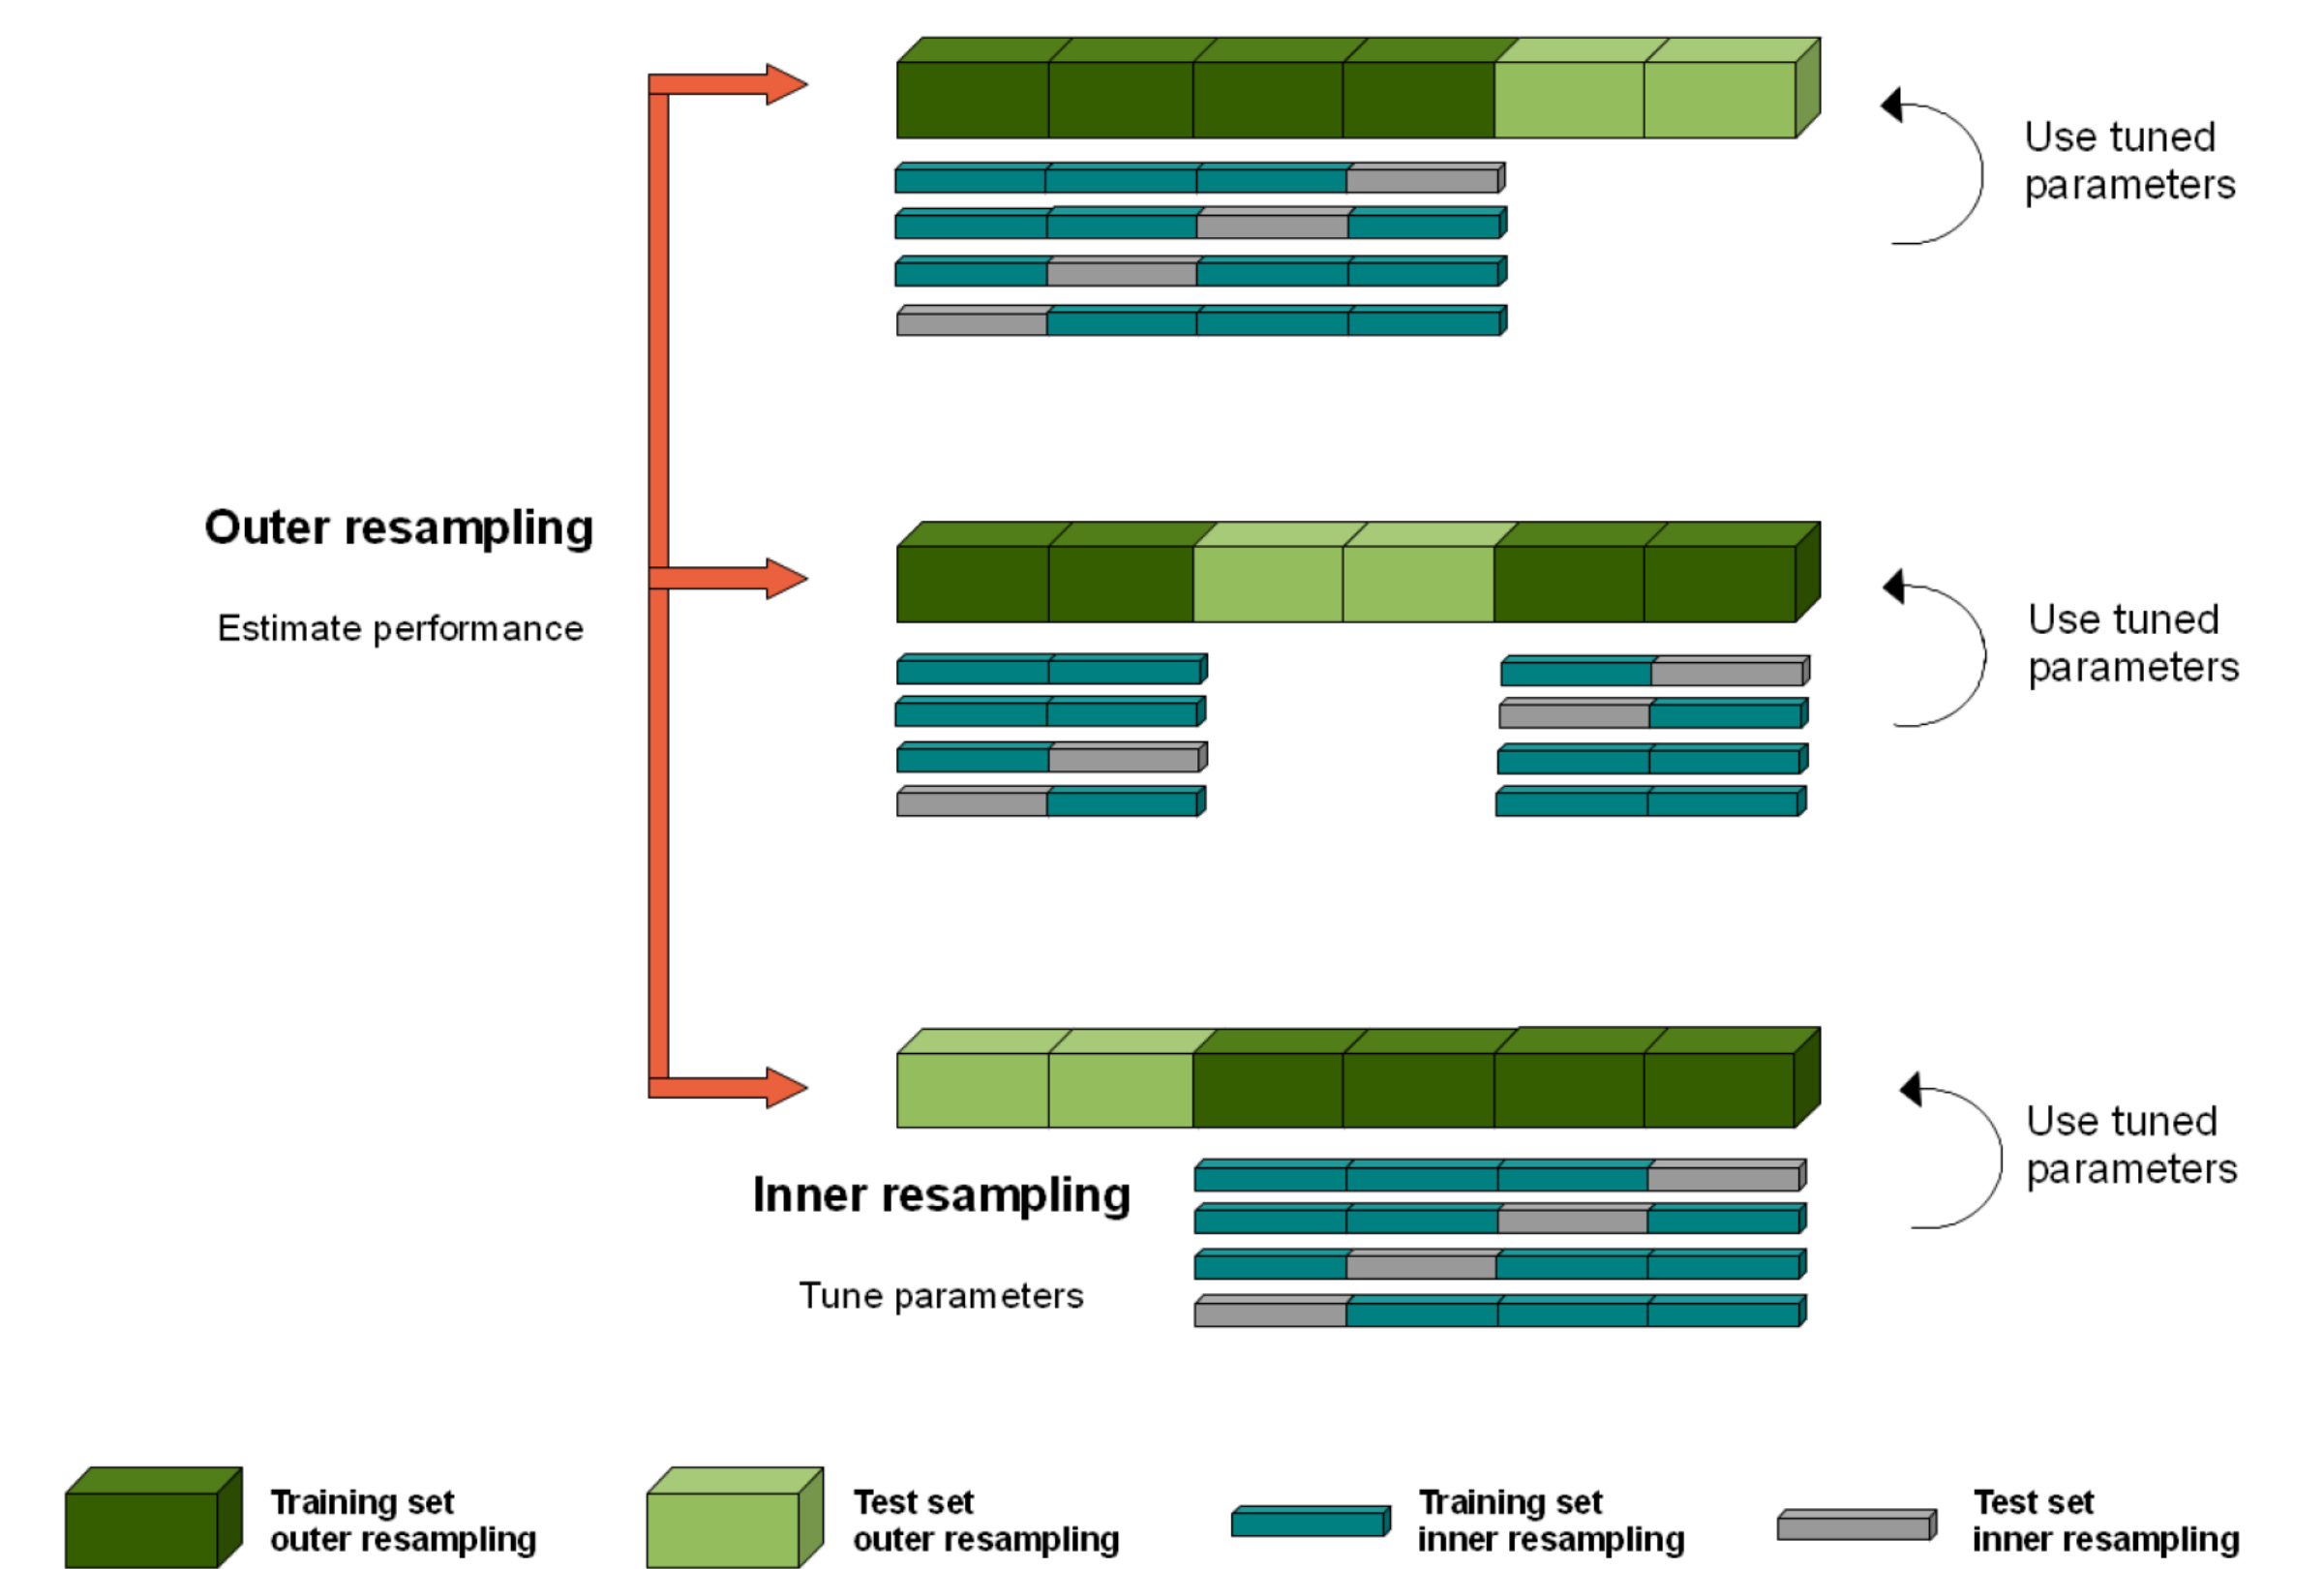 Use tuned
parameters
Outer resampling
Estimate performance
Use tuned
parameters
Use tuned
parameters
Inner resampling
Tune parameters
Training set
outer resampling
Test set
outer resampling
Training set
inner resampling
Test set
inner resampling